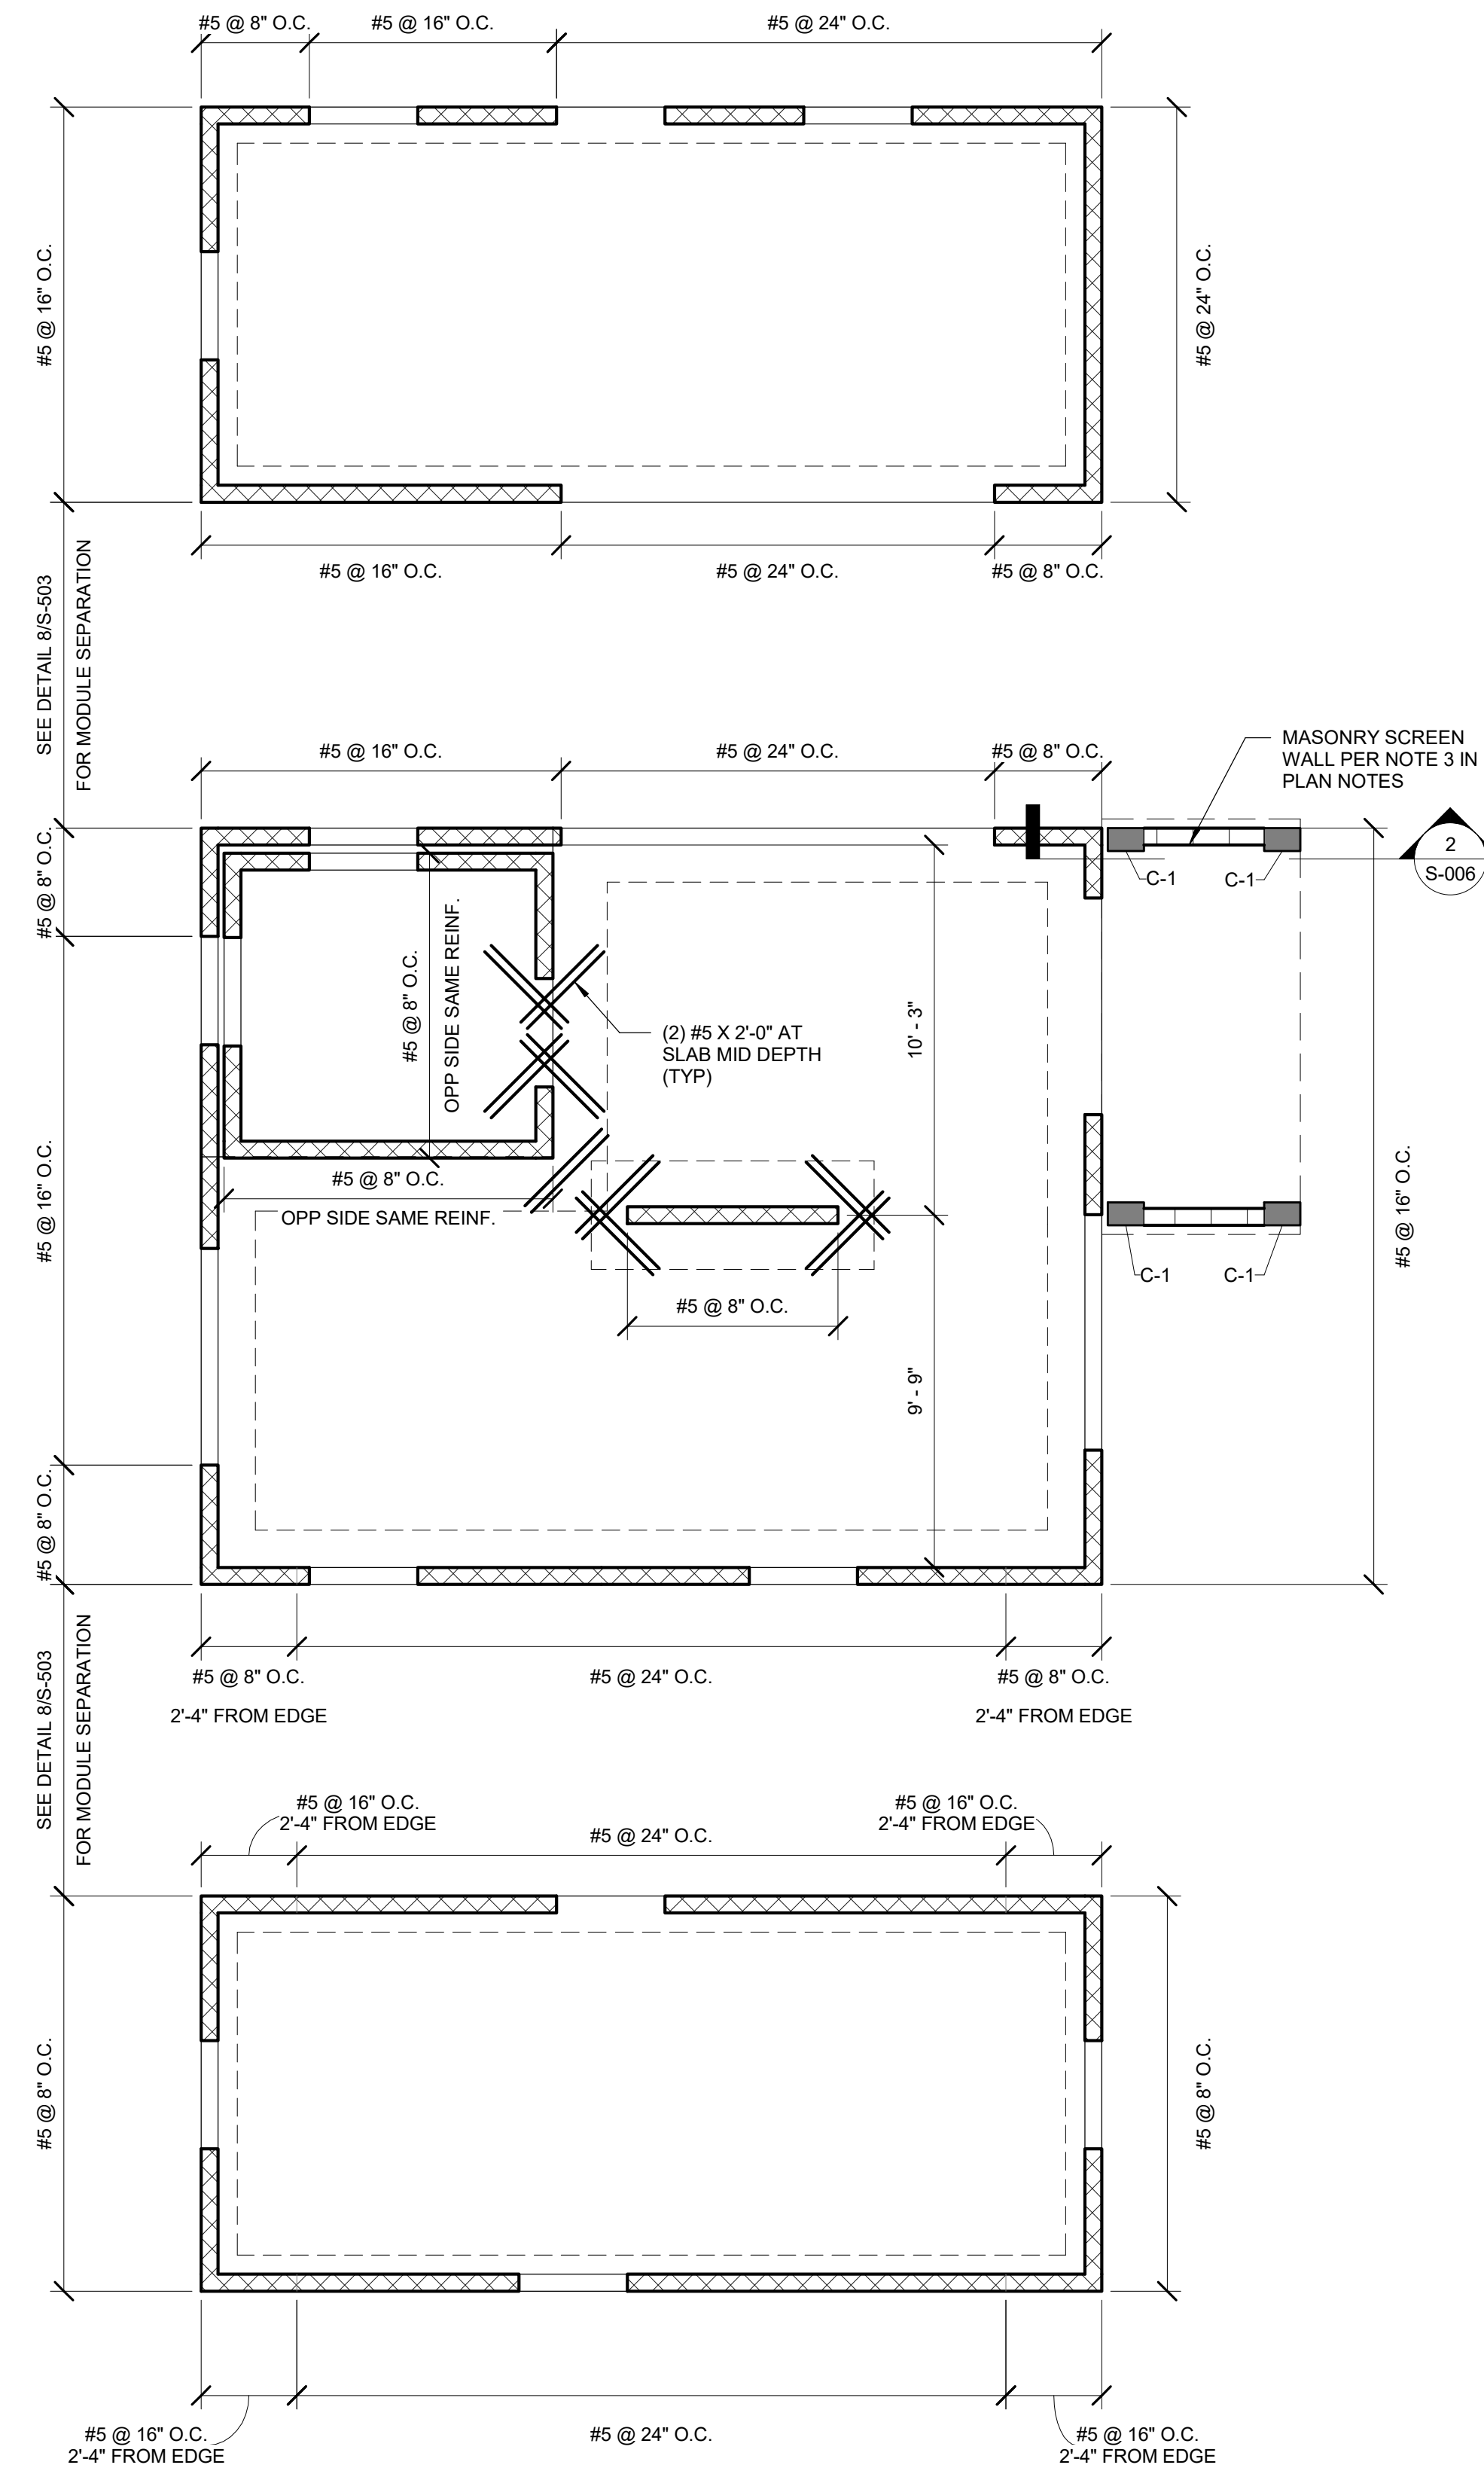 #5 @ 8" O.C.
#5 @ 16" O.C.
#5 @ 24" O.C.
#5 @ 16" O.C.
#5 @ 24" O.C.
#5 @ 16" O.C.
#5 @ 24" O.C.
#5 @ 8" O.C.
SEE DETAIL 8/S-503
FOR MODULE SEPARATION
#5 @ 16" O.C.
#5 @ 24" O.C.
#5 @ 8" O.C.
MASONRY SCREEN
WALL PER NOTE 3 IN
PLAN NOTES
2
S-006
C-1
C-1
#5 @ 8" O.C.
#5 @ 8" O.C.
OPP SIDE SAME REINF.
(2) #5 X 2'-0" AT
SLAB MID DEPTH
(TYP)
10' - 3"
#5 @ 16" O.C.
#5 @ 8" O.C.
OPP SIDE SAME REINF.
#5 @ 16" O.C.
C-1
C-1
#5 @ 8" O.C.
9' - 9"
#5 @ 8" O.C.
#5 @ 8" O.C.
2'-4" FROM EDGE
#5 @ 24" O.C.
#5 @ 8" O.C.
2'-4" FROM EDGE
SEE DETAIL 8/S-503
FOR MODULE SEPARATION
#5 @ 16" O.C.
2'-4" FROM EDGE
#5 @ 24" O.C.
#5 @ 16" O.C.
2'-4" FROM EDGE
#5 @ 8" O.C.
#5 @ 8" O.C.
#5 @ 16" O.C.
2'-4" FROM EDGE
#5 @ 24" O.C.
#5 @ 16" O.C.
2'-4" FROM EDGE